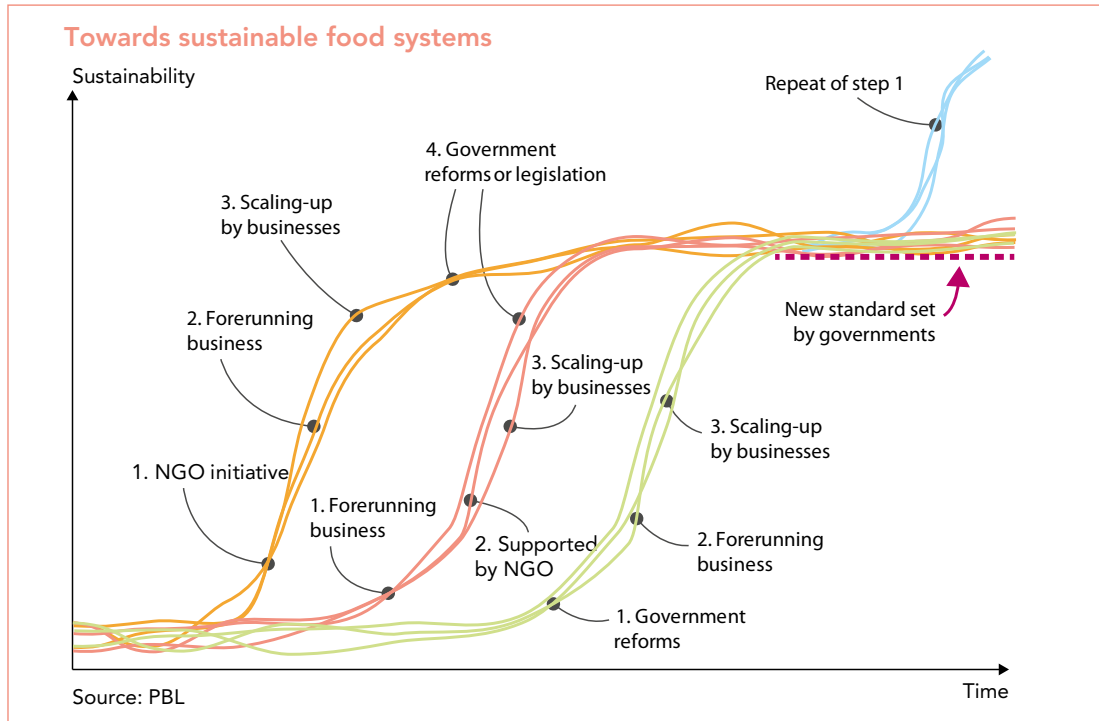 Towards sustainable food systems
Sustainability
Repeat of step 1
4. Government
reforms or legislation
3. Scaling-up
by businesses
2. Forerunning
business
New standard set
by governments
3. Scaling-up
by businesses
3. Scaling-up
by businesses
1. NGO initiative
1. Forerunning
business
2. Supported
by NGO
2. Forerunning
business
1. Government
reforms
Source: PBL
Time